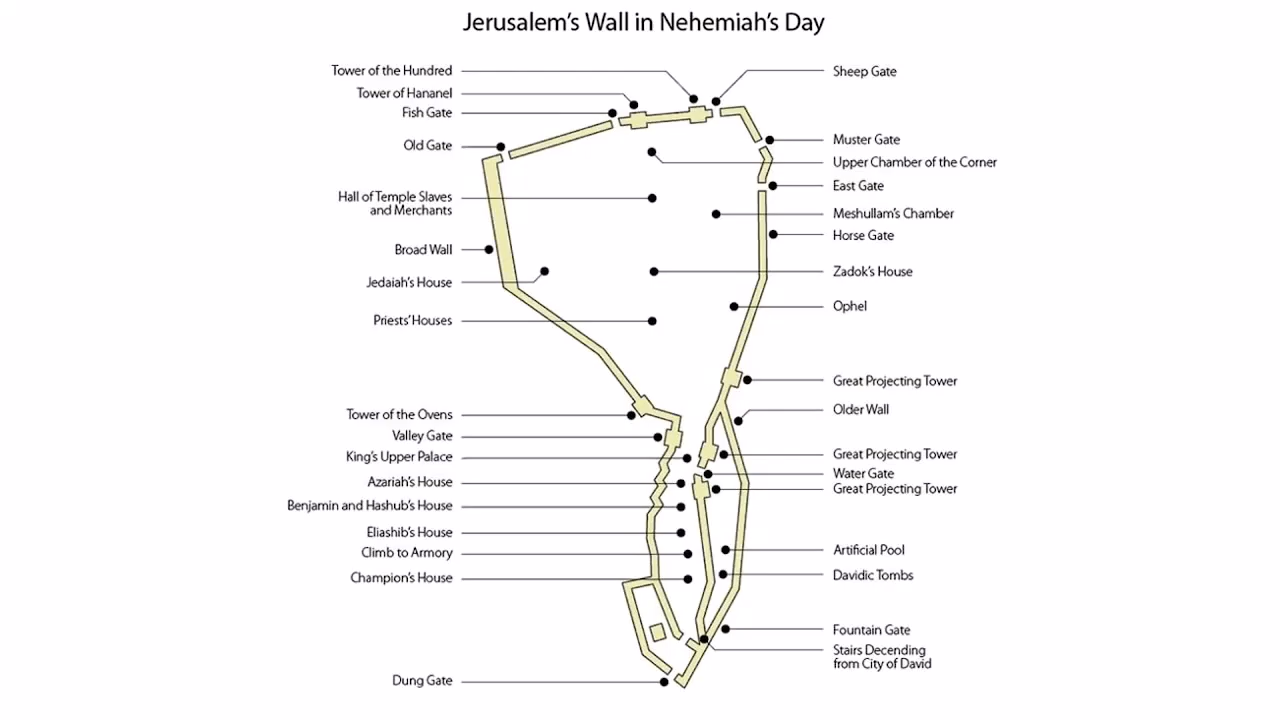 Jerusalem's Wall in Nehemiah's Day
Tower of the Hundred
Tower of Hananel
Fish Gate
Old Gate
Hall of Temple Slaves
and Merchants
Broad Wall
Jedaiah's House
Priests' Houses
Tower of the Ovens
Valley Gate
King's Upper Palace
Azariah's House
Benjamin and Hashub's House
Eliashib's House
Climb to Armory
Champion's House
Dung Gate
Sheep Gate
Muster Gate
Upper Chamber of the Corner
East Gate
Meshullam's Chamber
Horse Gate
Zadok's House
Ophel
Great Projecting Tower
Older Wall
Great Projecting Tower
Water Gate
Great Projecting Tower
Artificial Pool
Davidic Tombs
Fountain Gate
Stairs Decending
from City of David